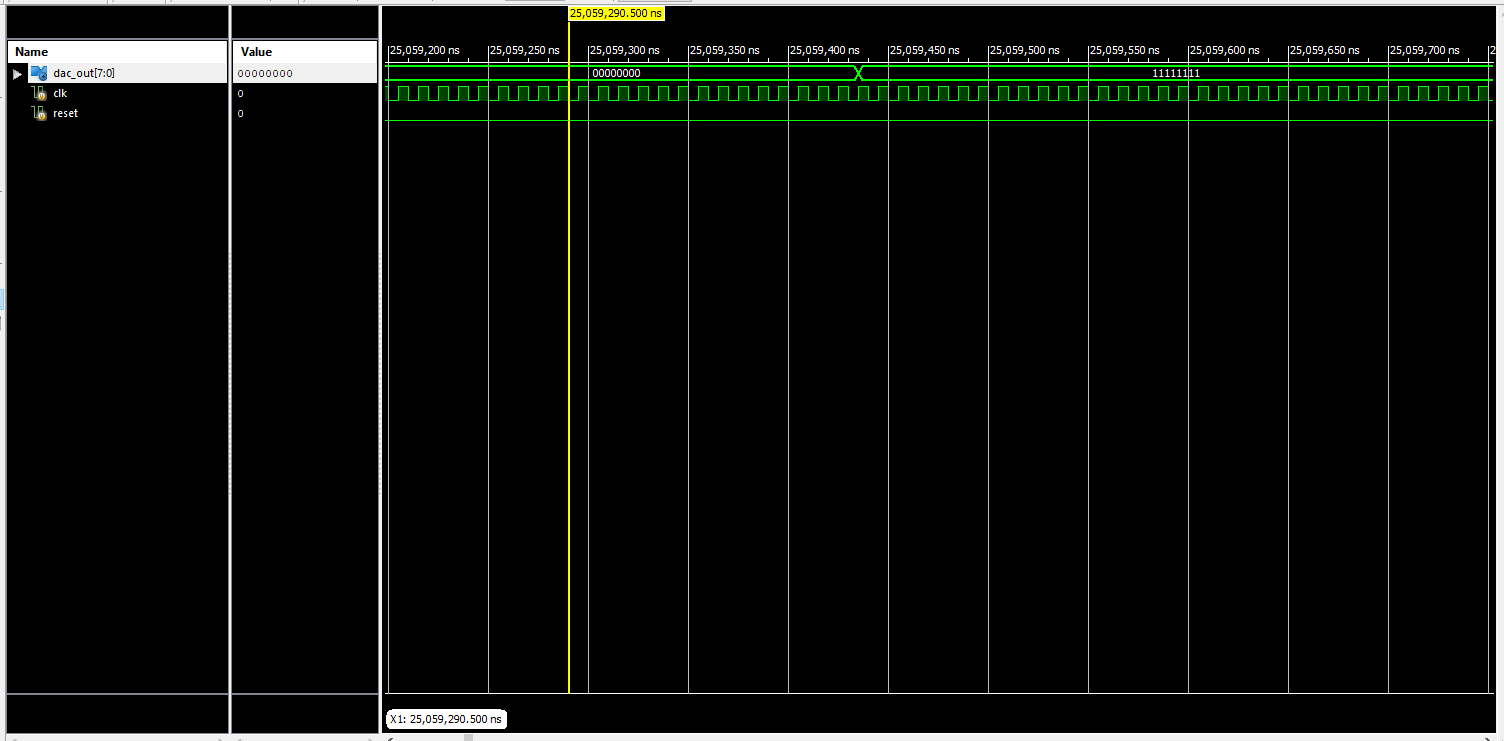 25,059,290.500 ns
Name
Value
25,059,200 ns 25,059,250 ns 25,059,300 ns 25,059,350 ns 25,059,400 ns 25,059,450 ns 25,059,500 ns 25,059,550 ns 25,059,600 ns 25,059,650 ns 25,059,700 ns 2
dac_out[7:0] 00000000 00000000 11111111
clk 0
reset 0
X1: 25,059,290.500 ns